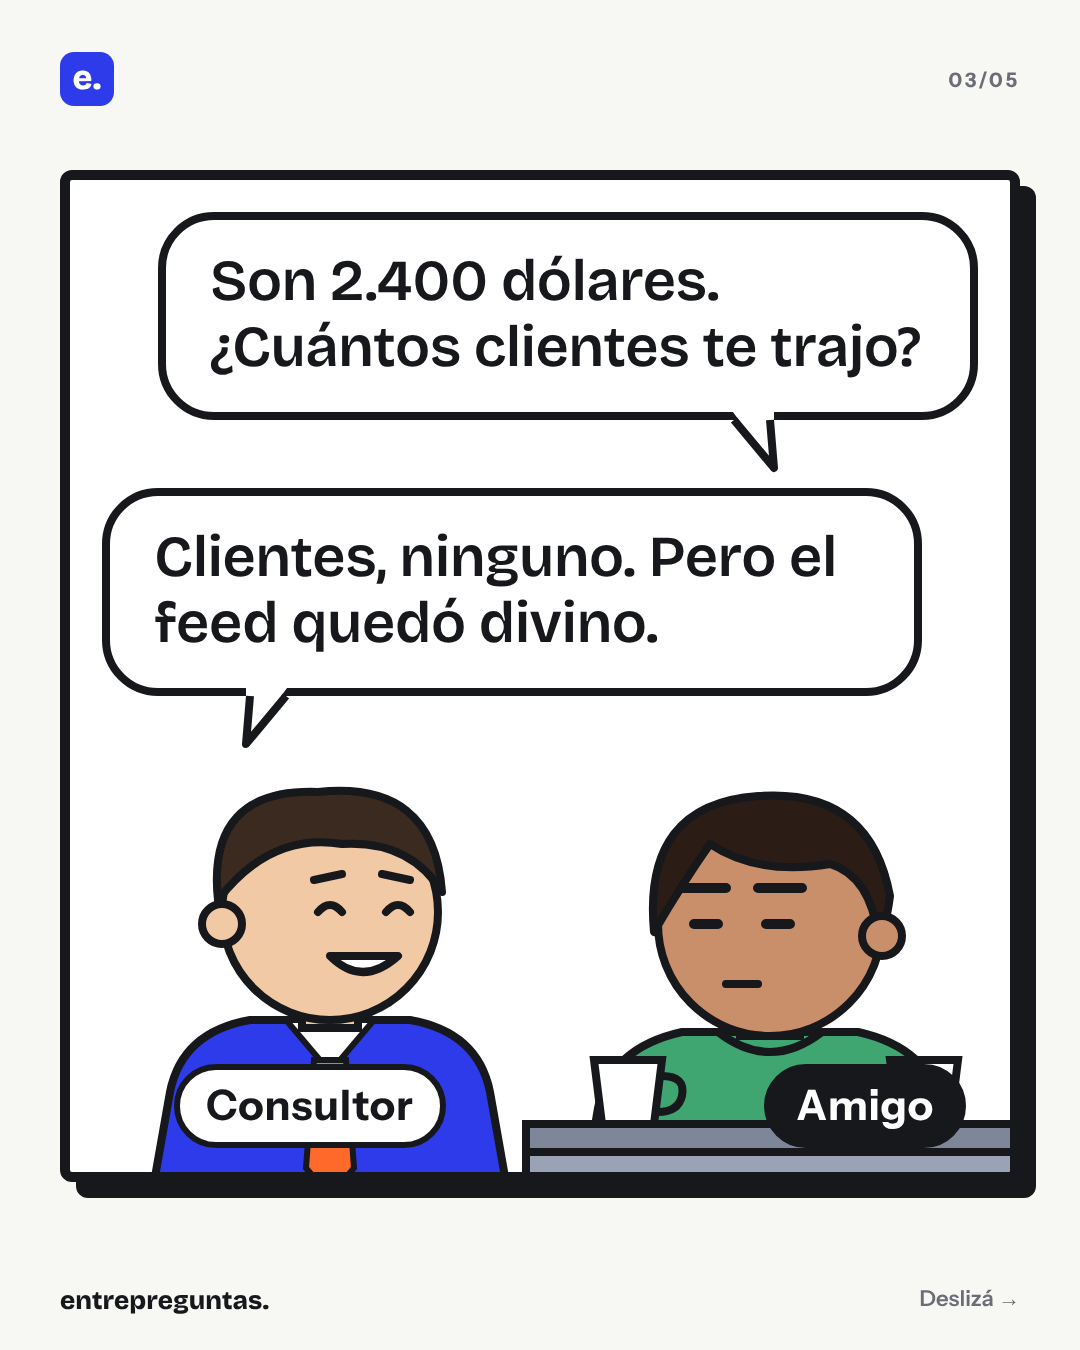 e.
03/05
Son 2.400 dólares.
¿Cuántos clientes te trajo?
Clientes, ninguno. Pero el
feed quedó divino.
Consultor
Amigo
entrepreguntas.
Deslizá →